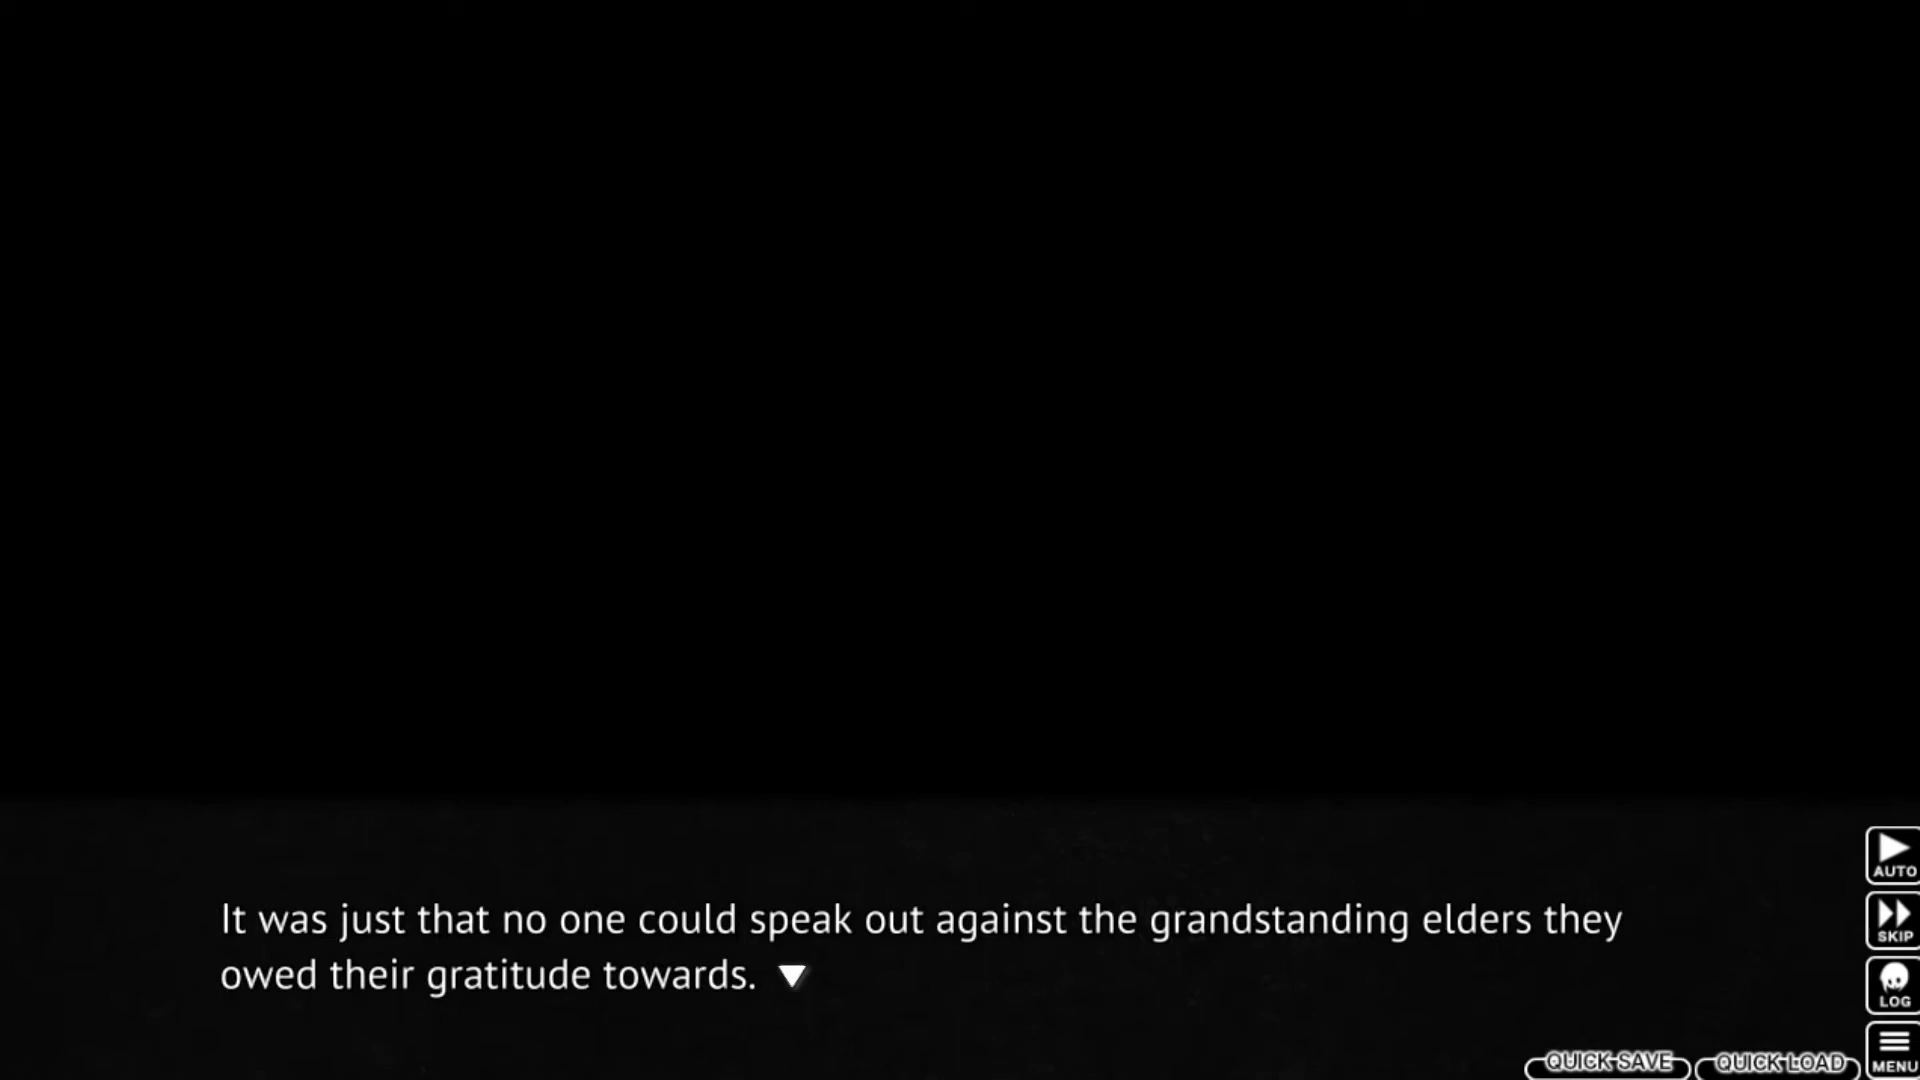 It was just that no one could speak out against the grandstanding elders they
owed their gratitude towards.
AUTO
SKIP
LOG
MENU
QUICK SAVE
QUICK LOAD